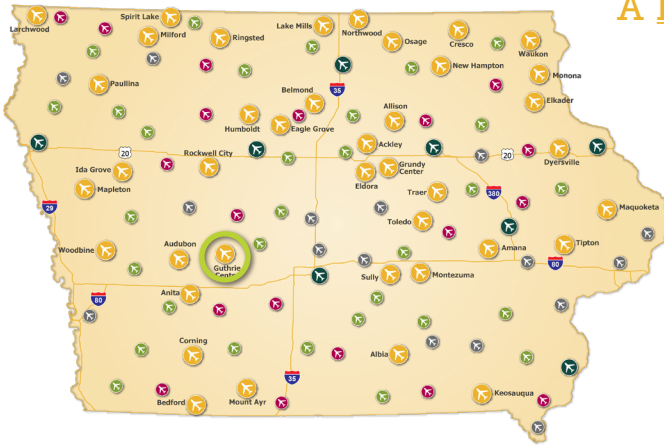 A
Spirit Lake
Larchwood
Milford
Ringsted
Lake Mills
Northwood
Osage
Cresco
Waukon
New Hampton
Monona
Paullina
Belmond
35
Elkader
Allison
Humboldt
Eagle Grove
Ackley
20
Rockwell City
20
Dyersville
Ida Grove
Grundy
Center
Mapleton
Eldora
Traer
380
29
Maquoketa
Toledo
Woodbine
Audubon
Guthrie
Center
Amana
Tipton
80
Sully
Montezuma
Anita
80
Corning
Albia
35
Bedford
Mount Ayr
Keosauqua